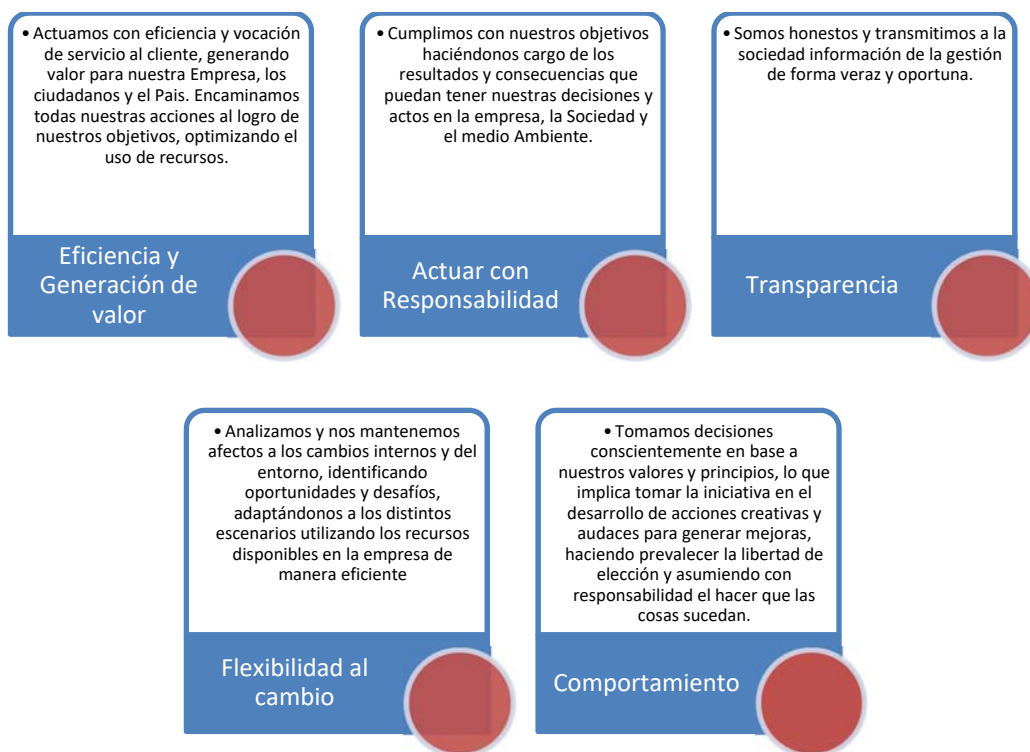 • Actuamos con eficiencia y vocación
de servicio al cliente, generando
valor para nuestra Empresa, los
ciudadanos y el Pais. Encaminamos
todas nuestras acciones al logro de
nuestros objetivos, optimizando el
uso de recursos.
Eficiencia y
Generación de
valor
• Cumplimos con nuestros objetivos
haciéndonos cargo de los
resultados y consecuencias que
puedan tener nuestras decisiones y
actos en la empresa, la Sociedad y
el medio Ambiente.
Actuar con
Responsabilidad
• Somos honestos y transmitimos a la
sociedad información de la gestión
de forma veraz y oportuna.
Transparencia
• Analizamos y nos mantenemos
afectos a los cambios internos y del
entorno, identificando
oportunidades y desafíos,
adaptándonos a los distintos
escenarios utilizando los recursos
disponibles en la empresa de
manera eficiente
Flexibilidad al
cambio
• Tomamos decisiones
conscientemente en base a
nuestros valores y principios, lo que
implica tomar la iniciativa en el
desarrollo de acciones creativas y
audaces para generar mejoras,
haciendo prevalecer la libertad de
elección y asumiendo con
responsabilidad el hacer que las
cosas sucedan.
Comportamiento